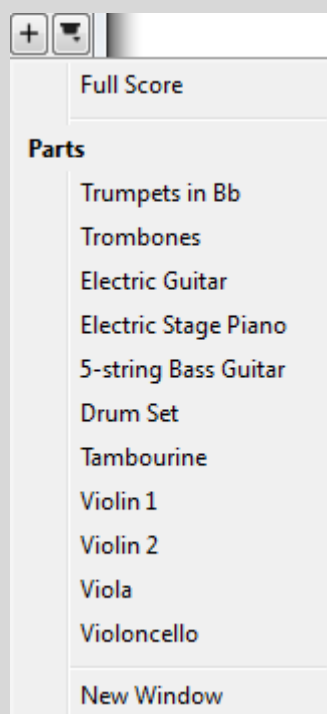 Full Score
Parts
Trumpets in Bb
Trombones
Electric Guitar
Electric Stage Piano
5-string Bass Guitar
Drum Set
Tambourine
Violin 1
Violin 2
Viola
Violoncello
New Window